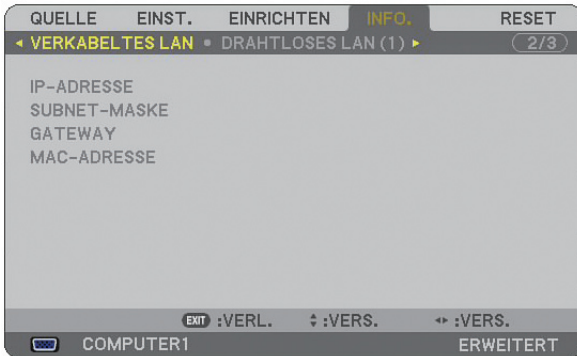 QUELLE EINST. EINRICHTEN INFO. RESET
VERKABELTES LAN • DRAHTLOSES LAN (1) 2/3
IP-ADRESSE
SUBNET-MASKE
GATEWAY
MAC-ADRESSE
EXIT :VERL. :VERS. :VERS.
COMPUTER1 ERWEITERT